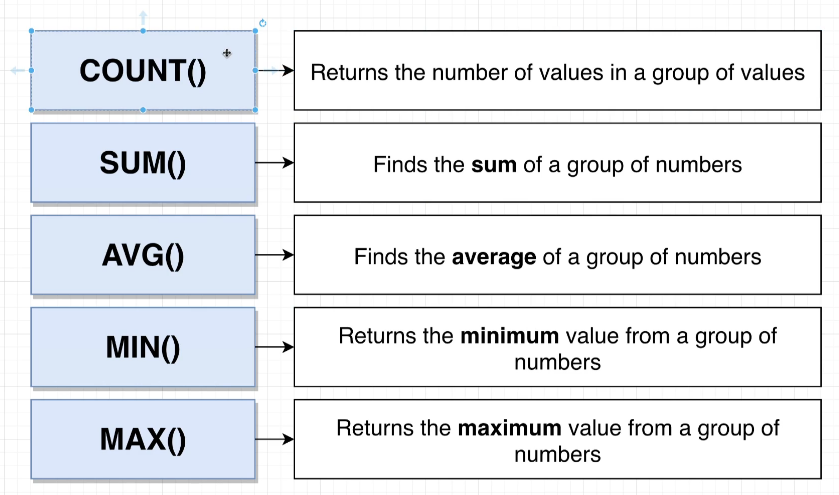 COUNT()
Returns the number of values in a group of values
SUM()
Finds the sum of a group of numbers
AVG()
Finds the average of a group of numbers
MIN()
Returns the minimum value from a group of
numbers
MAX()
Returns the maximum value from a group of
numbers